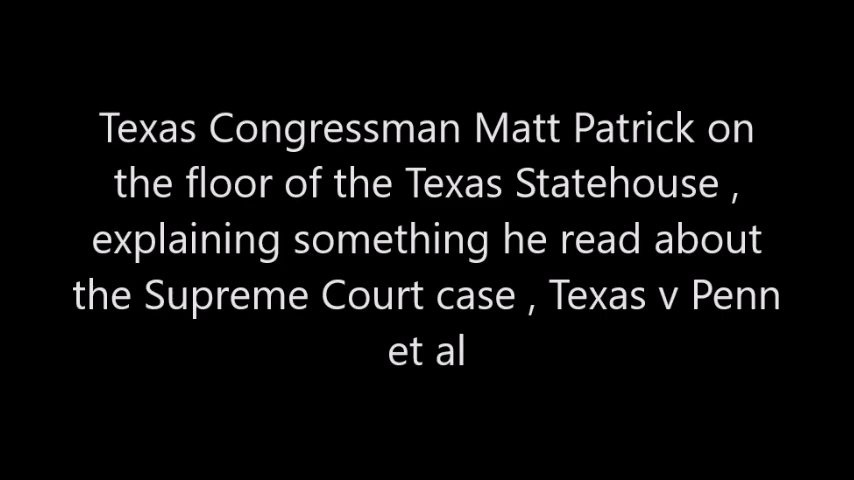 Texas Congressman Matt Patrick on
the floor of the Texas Statehouse ,
explaining something he read about
the Supreme Court case , Texas v Penn
et al